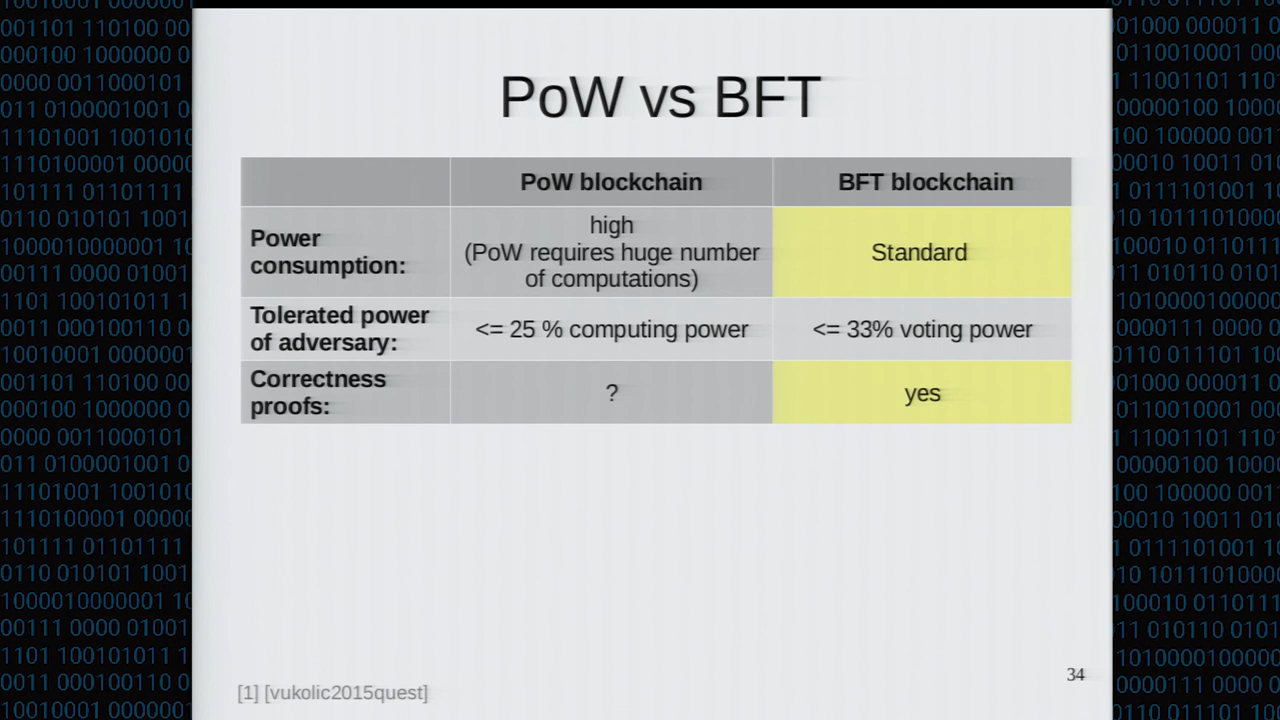 PoW vs BFT
PoW blockchain BFT blockchain
Power
consumption:
high
(PoW requires huge number
of computations)
Standard
Tolerated power
of adversary:
<= 25 % computing power
<= 33% voting power
Correctness
proofs:
?
yes
34
[1] [vukolic2015quest]